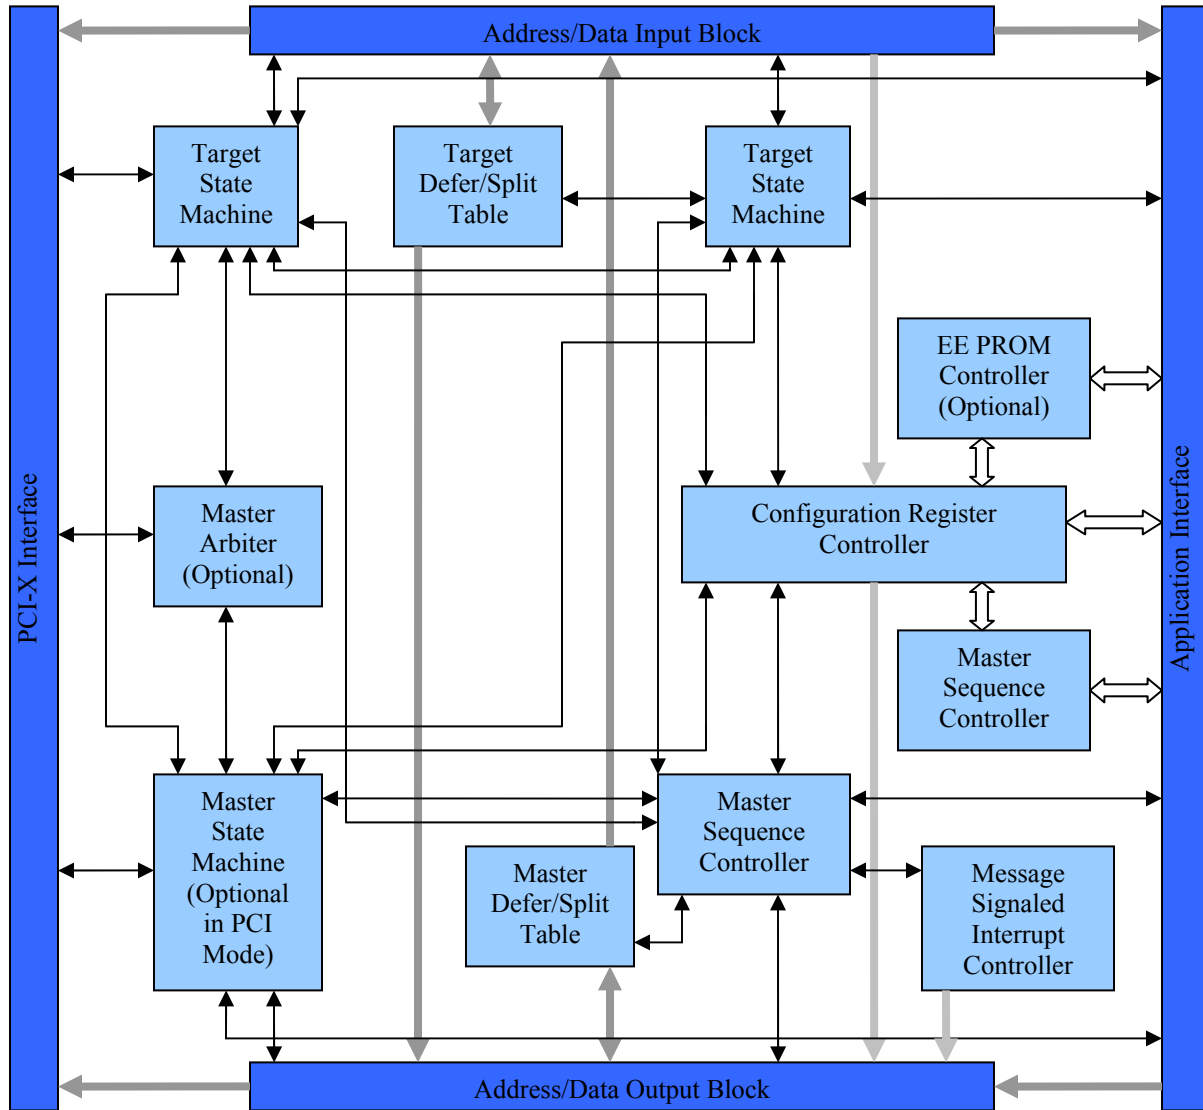 Address/Data Input Block
Target
State
Machine
Target
Defer/Split
Table
Target
State
Machine
EE PROM
Controller
(Optional)
PCI-X Interface
Application Interface
Master
Arbiter
(Optional)
Configuration Register
Controller
Master
Sequence
Controller
Master
State
Machine
(Optional
in PCI
Mode)
Master
Sequence
Controller
Master
Defer/Split
Table
Message
Signaled
Interrupt
Controller
Address/Data Output Block